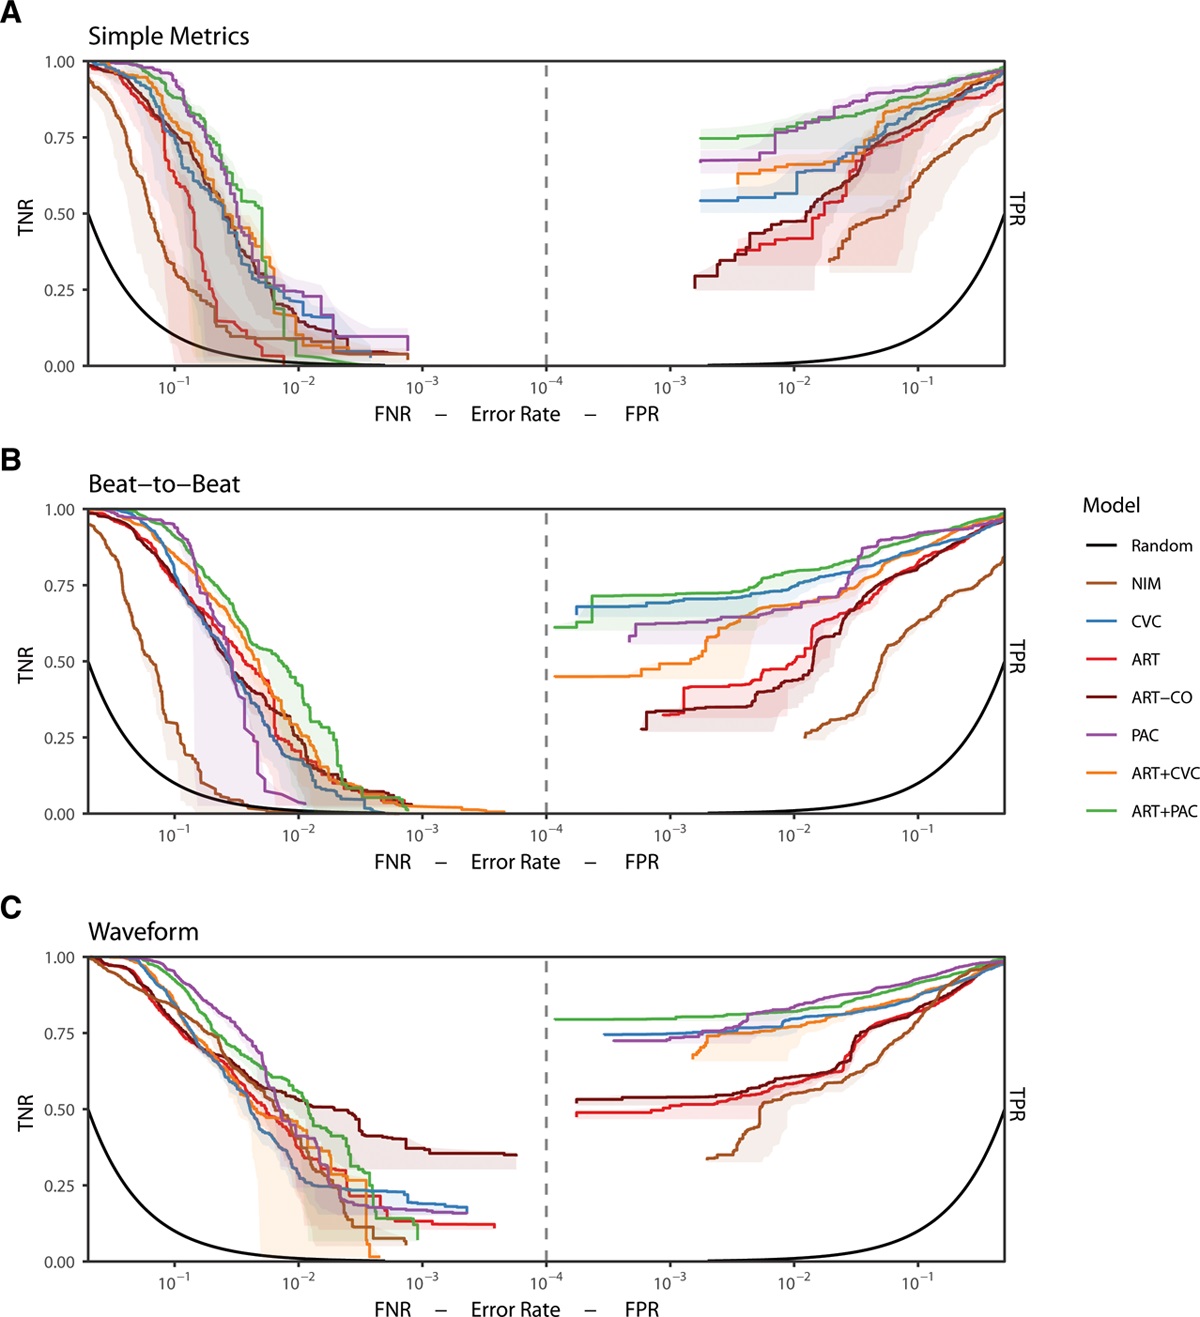 A
Simple Metrics
1.00
0.75
0.50
0.25
0.00
TNR
TPR
10⁻¹ 10⁻² 10⁻³ 10⁻⁴ 10⁻³ 10⁻² 10⁻¹
FNR − Error Rate − FPR
B
Beat−to−Beat
1.00
0.75
0.50
0.25
0.00
TNR
TPR
10⁻¹ 10⁻² 10⁻³ 10⁻⁴ 10⁻³ 10⁻² 10⁻¹
FNR − Error Rate − FPR
Model
Random
NIM
CVC
ART
ART−CO
PAC
ART+CVC
ART+PAC
C
Waveform
1.00
0.75
0.50
0.25
0.00
TNR
TPR
10⁻¹ 10⁻² 10⁻³ 10⁻⁴ 10⁻³ 10⁻² 10⁻¹
FNR − Error Rate − FPR